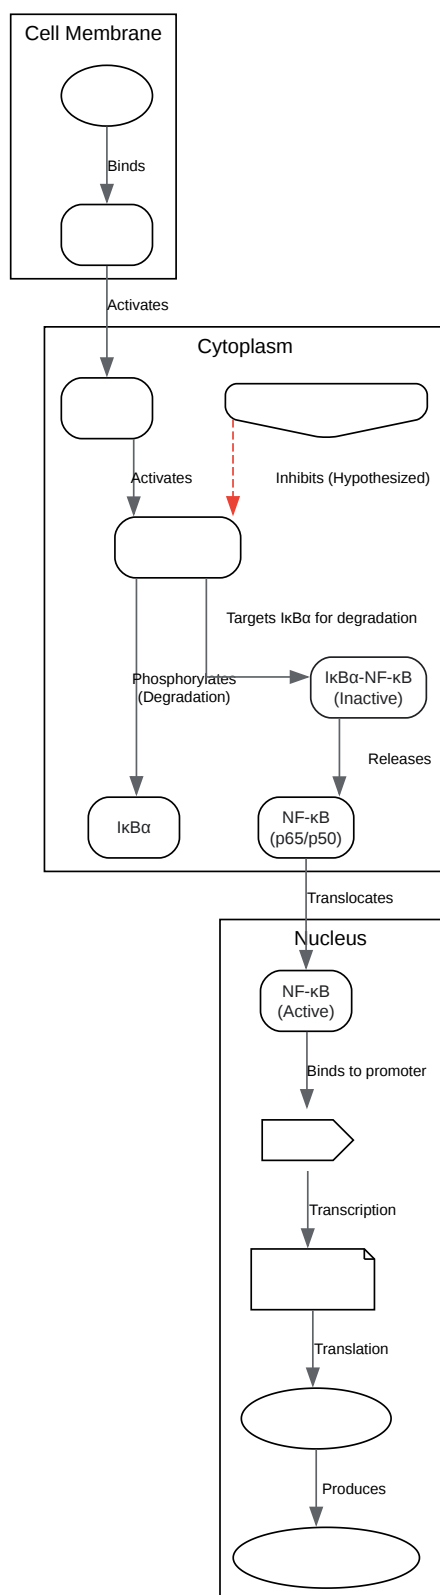 Cell Membrane
Binds
Activates
Cytoplasm
Activates
Inhibits (Hypothesized)
Targets IκBα for degradation
Phosphorylates
(Degradation)
IκBα-NF-κB
(Inactive)
Releases
IκBα
NF-κB
(p65/p50)
Translocates
Nucleus
NF-κB
(Active)
Binds to promoter
Transcription
Translation
Produces